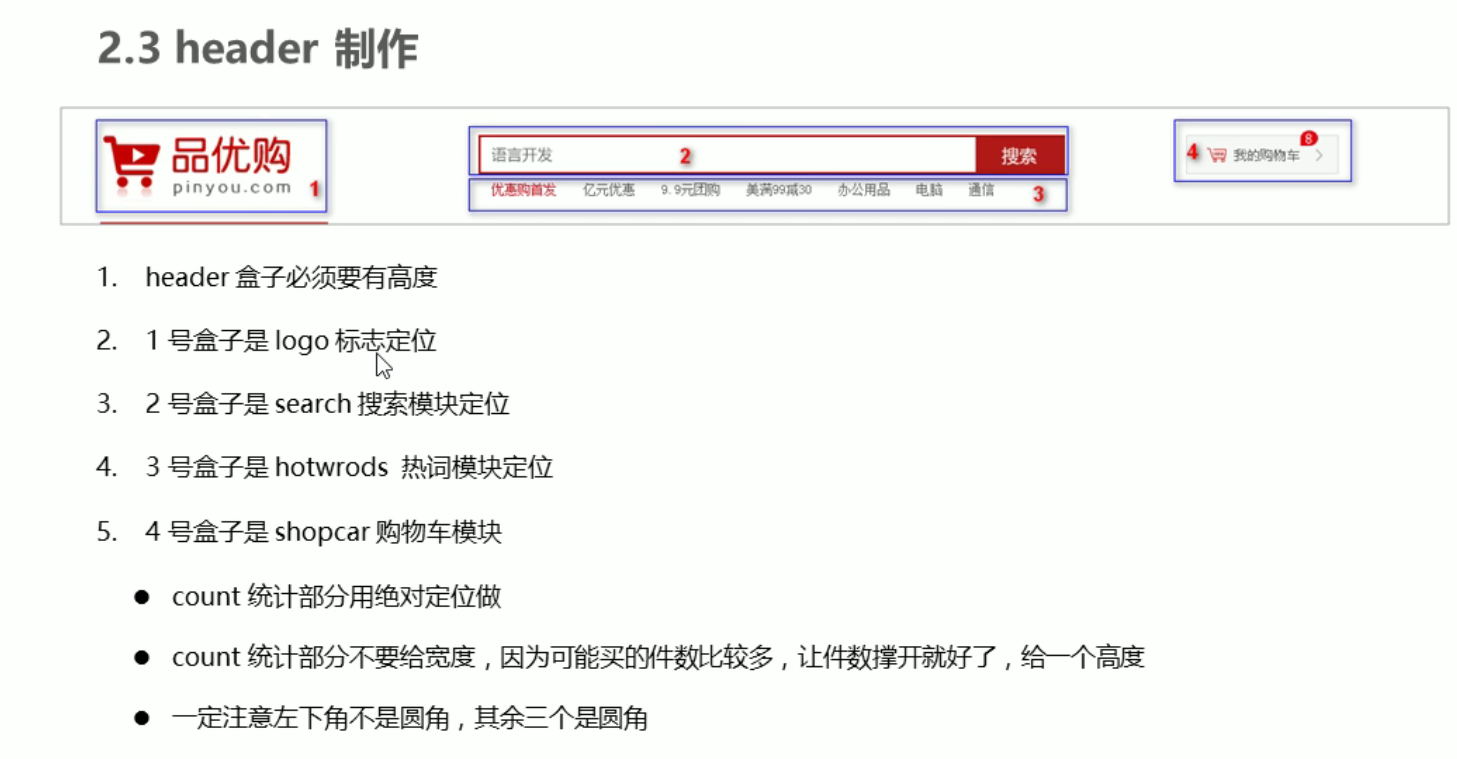 2.3 header 制作
品优购
pinyou.com
1
语言开发
2
搜索
优惠购首发 亿元优惠 9.9元团购 美满99减30 办公用品 电脑 通信
3
4
我的购物车
8
1. header 盒子必须要有高度
2. 1 号盒子是 logo 标志定位
3. 2 号盒子是 search 搜索模块定位
4. 3 号盒子是 hotwrods 热词模块定位
5. 4 号盒子是 shopcar 购物车模块
● count 统计部分用绝对定位做
● count 统计部分不要给宽度，因为可能买的件数比较多，让件数撑开就好了，给一个高度
● 一定注意左下角不是圆角，其余三个是圆角